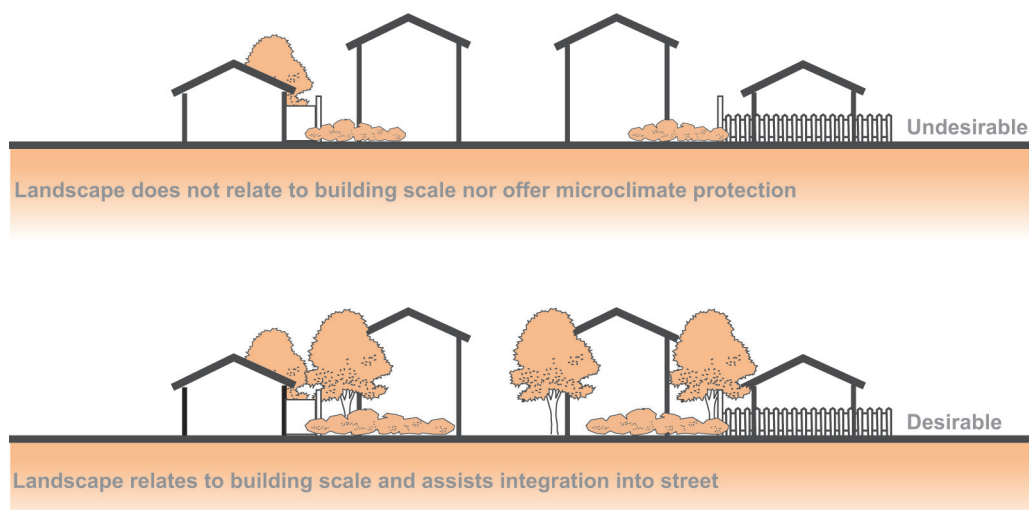 Undesirable
Landscape does not relate to building scale nor offer microclimate protection
Desirable
Landscape relates to building scale and assists integration into street